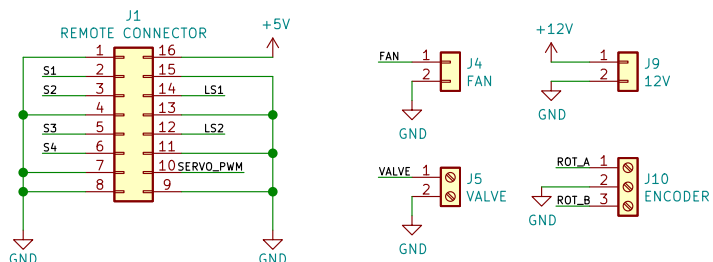 J1
REMOTE CONNECTOR
+5V
1 16
S1 2 15
S2 3 14 LS1
4 13
S3 5 12 LS2
S4 6 11
7 10 SERVO_PWM
8 9
GND GND
FAN 1 J4
2 FAN
GND
+12V
1 J9
2 12V
GND
VALVE 1 J5
2 VALVE
GND
ROT_A 1
2 J10
ROT_B 3 ENCODER
GND